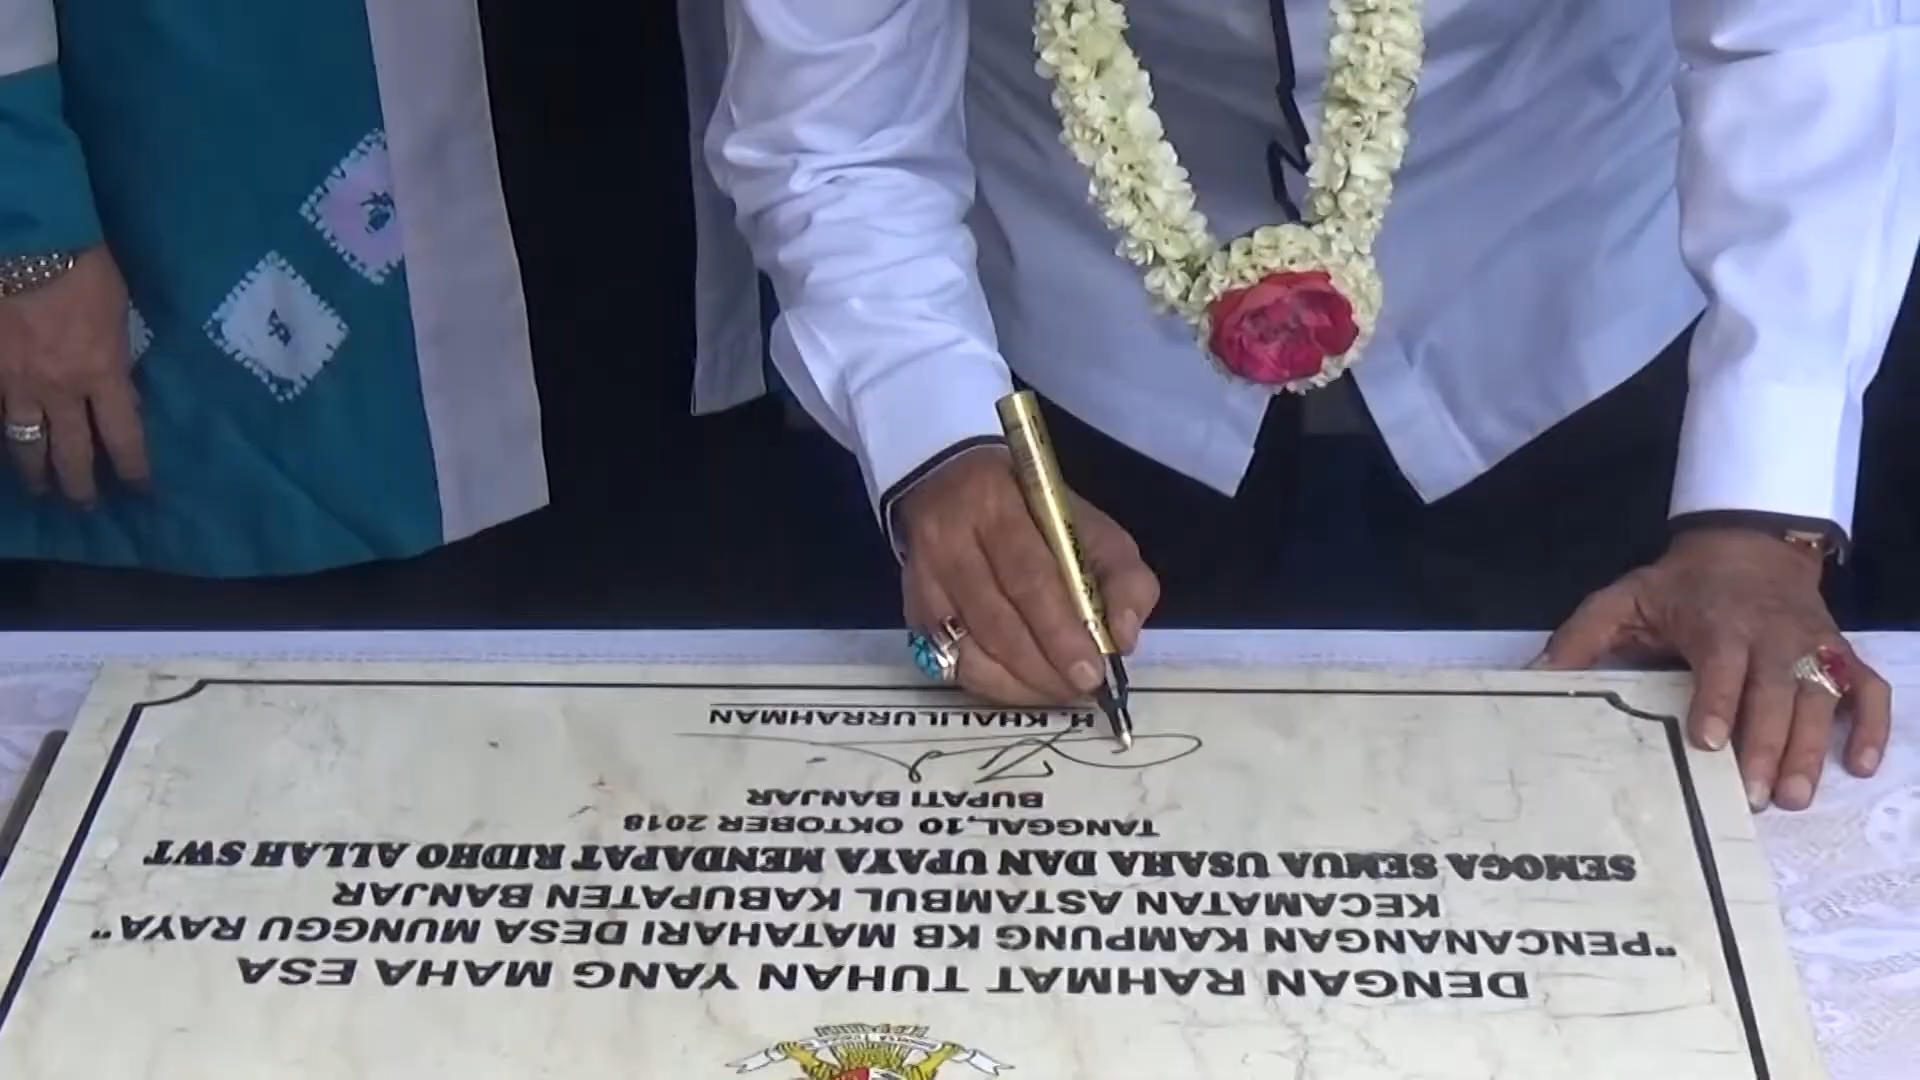 DENGAN RAHMAT TUHAN YANG MAHA ESA
"PENCANANGAN KAMPUNG KB MATAHARI DESA MUNGGU RAYA"
KECAMATAN ASTAMBUL KABUPATEN BANJAR
SEMOGA SEMUA USAHA DAN UPAYA MENDAPAT RIDHO ALLAH SWT
TANGGAL,10 OKTOBER 2018
BUPATI BANJAR
H. KHALILURRAHMAN